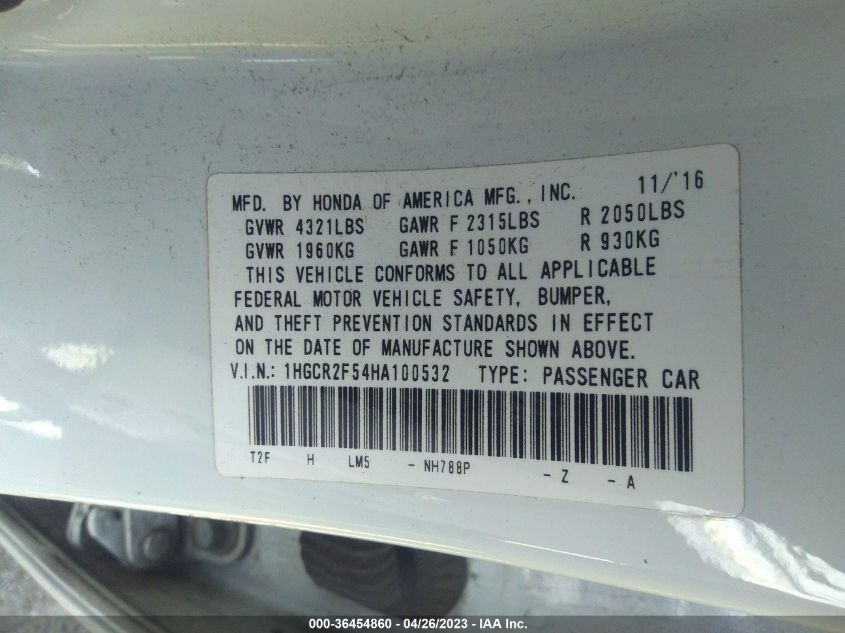 MFD. BY HONDA OF AMERICA MFG., INC. 11/'16
GVWR 4321LBS GAWR F 2315LBS R 2050LBS
GVWR 1960KG GAWR F 1050KG R 930KG
THIS VEHICLE CONFORMS TO ALL APPLICABLE
FEDERAL MOTOR VEHICLE SAFETY, BUMPER,
AND THEFT PREVENTION STANDARDS IN EFFECT
ON THE DATE OF MANUFACTURE SHOWN ABOVE.
V.I.N.: 1HGCR2F54HA100532 TYPE: PASSENGER CAR
T2F H LM5 - NH788P - Z - A
000-36454860 - 04/26/2023 - IAA Inc.